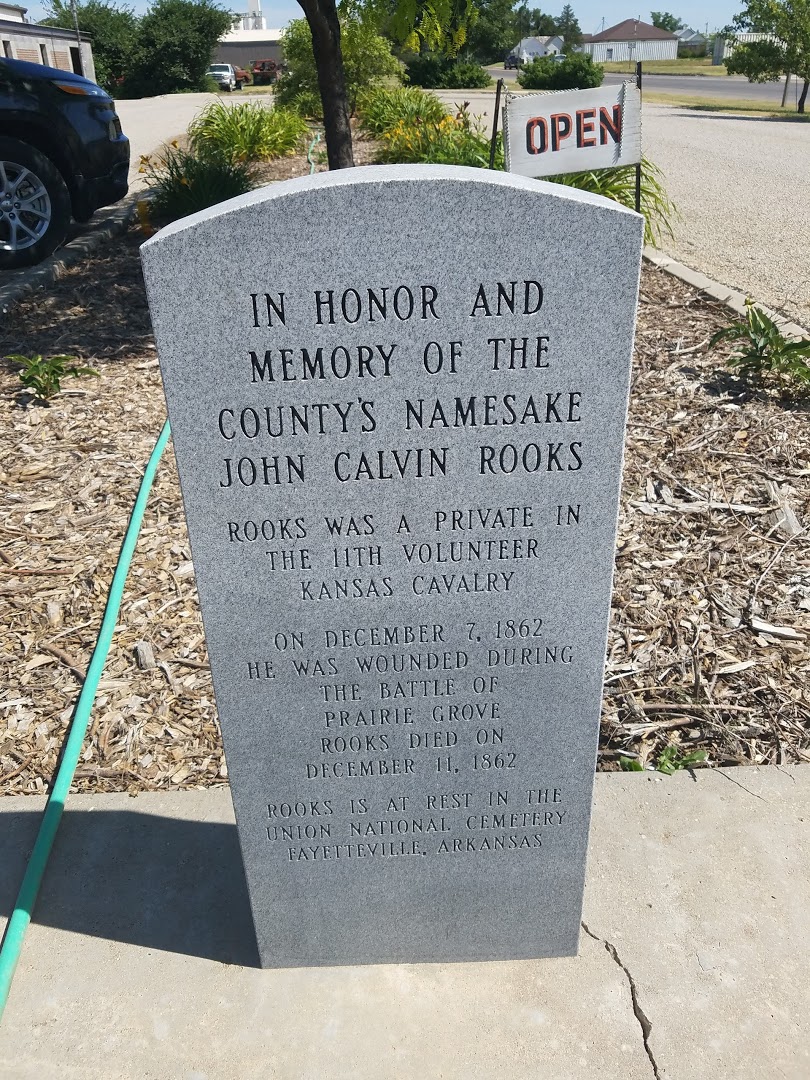 OPEN
IN HONOR AND
MEMORY OF THE
COUNTY'S NAMESAKE
JOHN CALVIN ROOKS
ROOKS WAS A PRIVATE IN
THE 11TH VOLUNTEER
KANSAS CAVALRY
ON DECEMBER 7, 1862
HE WAS WOUNDED DURING
THE BATTLE OF
PRAIRIE GROVE
ROOKS DIED ON
DECEMBER 11, 1862
ROOKS IS AT REST IN THE
UNION NATIONAL CEMETERY
FAYETTEVILLE, ARKANSAS